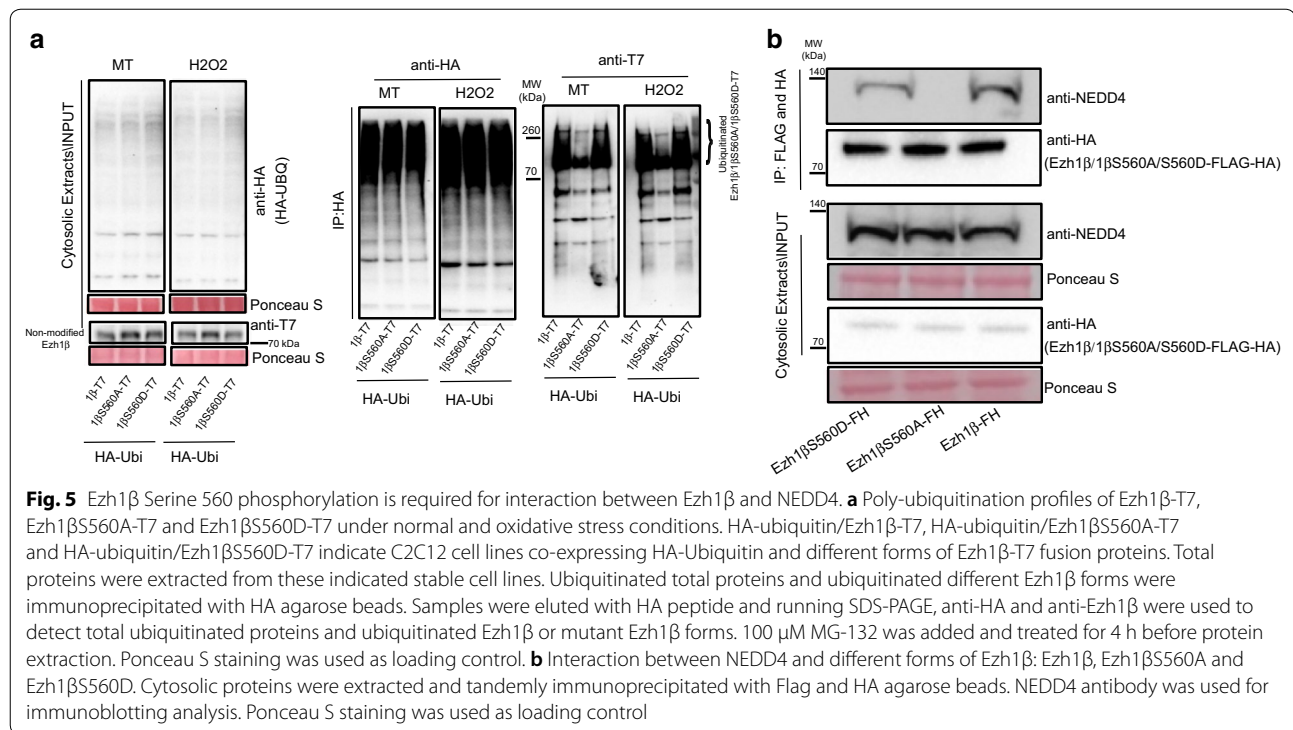 a
MT
H2O2
Cytosolic Extracts\INPUT
anti-HA
(HA-UBQ)
Ponceau S
Non-modified
Ezh1β
anti-T7
70 kDa
Ponceau S
1β-T7
1βS560A-T7
1βS560D-T7
1β-T7
1βS560A-T7
1βS560D-T7
HA-Ubi
HA-Ubi
anti-HA
MT
H2O2
IP:HA
1β-T7
1βS560A-T7
1βS560D-T7
1β-T7
1βS560A-T7
1βS560D-T7
HA-Ubi
HA-Ubi
MW
(kDa)
anti-T7
MT
H2O2
260
70
Ubiquitinated
Ezh1β/1βS560A/1βS560D-T7
1β-T7
1βS560A-T7
1βS560D-T7
1β-T7
1βS560A-T7
1βS560D-T7
HA-Ubi
HA-Ubi
b
MW
(kDa)
IP: FLAG and HA
140
anti-NEDD4
anti-HA
(Ezh1β/1βS560A/S560D-FLAG-HA)
70
Cytosolic Extracts\INPUT
140
anti-NEDD4
Ponceau S
anti-HA
(Ezh1β/1βS560A/S560D-FLAG-HA)
70
Ponceau S
Ezh1βS560D-FH
Ezh1βS560A-FH
Ezh1β-FH
Fig. 5 Ezh1β Serine 560 phosphorylation is required for interaction between Ezh1β and NEDD4. a Poly-ubiquitination profiles of Ezh1β-T7,
Ezh1βS560A-T7 and Ezh1βS560D-T7 under normal and oxidative stress conditions. HA-ubiquitin/Ezh1β-T7, HA-ubiquitin/Ezh1βS560A-T7
and HA-ubiquitin/Ezh1βS560D-T7 indicate C2C12 cell lines co-expressing HA-Ubiquitin and different forms of Ezh1β-T7 fusion proteins. Total
proteins were extracted from these indicated stable cell lines. Ubiquitinated total proteins and ubiquitinated different Ezh1β forms were
immunoprecipitated with HA agarose beads. Samples were eluted with HA peptide and running SDS-PAGE, anti-HA and anti-Ezh1β were used to
detect total ubiquitinated proteins and ubiquitinated Ezh1β or mutant Ezh1β forms. 100 μM MG-132 was added and treated for 4 h before protein
extraction. Ponceau S staining was used as loading control. b Interaction between NEDD4 and different forms of Ezh1β: Ezh1β, Ezh1βS560A and
Ezh1βS560D. Cytosolic proteins were extracted and tandemly immunoprecipitated with Flag and HA agarose beads. NEDD4 antibody was used for
immunoblotting analysis. Ponceau S staining was used as loading control